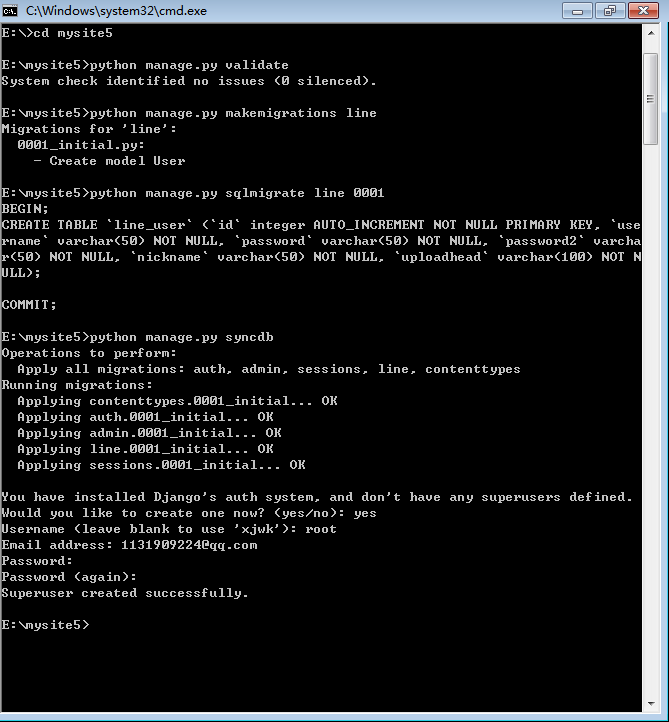 C:\Windows\system32\cmd.exe
E:\>cd mysite5
E:\mysite5>python manage.py validate
System check identified no issues (0 silenced).
E:\mysite5>python manage.py makemigrations line
Migrations for 'line':
0001_initial.py:
- Create model User
E:\mysite5>python manage.py sqlmigrate line 0001
BEGIN;
CREATE TABLE `line_user` (`id` integer AUTO_INCREMENT NOT NULL PRIMARY KEY, `use
rname` varchar(50) NOT NULL, `password` varchar(50) NOT NULL, `password2` varcha
r(50) NOT NULL, `nickname` varchar(50) NOT NULL, `uploadhead` varchar(100) NOT N
ULL);
COMMIT;
E:\mysite5>python manage.py syncdb
Operations to perform:
Apply all migrations: auth, admin, sessions, line, contenttypes
Running migrations:
Applying contenttypes.0001_initial... OK
Applying auth.0001_initial... OK
Applying admin.0001_initial... OK
Applying line.0001_initial... OK
Applying sessions.0001_initial... OK
You have installed Django's auth system, and don't have any superusers defined.
Would you like to create one now? (yes/no): yes
Username (leave blank to use 'xjwk'): root
Email address: 1131909224@qq.com
Password:
Password (again):
Superuser created successfully.
E:\mysite5>